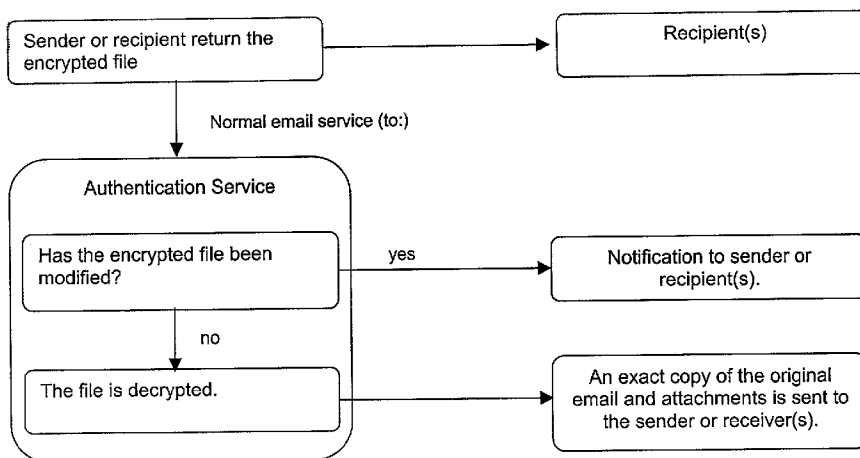 Sender or recipient return the
encrypted file
Recipient(s)
Normal email service (to:)
Authentication Service
Has the encrypted file been
modified?
yes
Notification to sender or
recipient(s).
no
The file is decrypted.
An exact copy of the original
email and attachments is sent to
the sender or receiver(s).